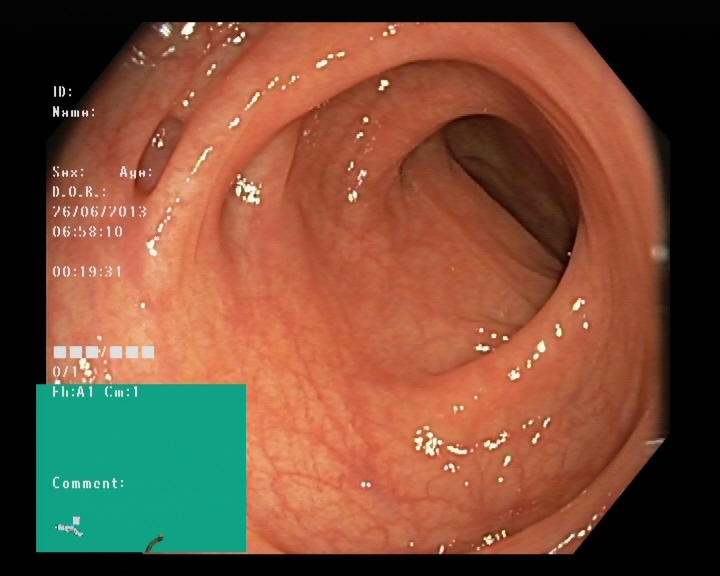 ID:
Name:
Sex: Age:
D.O.R.:
26/06/2013
06:58:10
00:19:31
0/1
Eh:A1 Cm:1
Comment: